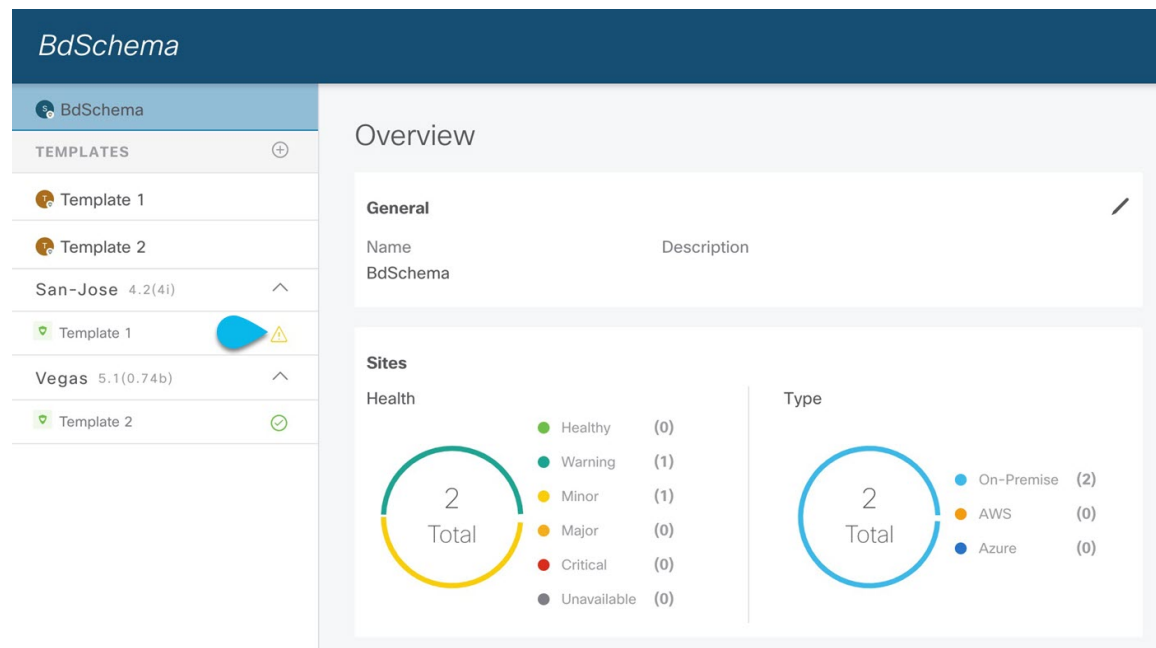 BdSchema
BdSchema
TEMPLATES
Template 1
Template 2
San-Jose 4.2(4i)
Template 1
Vegas 5.1(0.74b)
Template 2
Overview
General
Name Description
BdSchema
Sites
Health
2
Total
Healthy (0)
Warning (1)
Minor (1)
Major (0)
Critical (0)
Unavailable (0)
Type
2
Total
On-Premise (2)
AWS (0)
Azure (0)